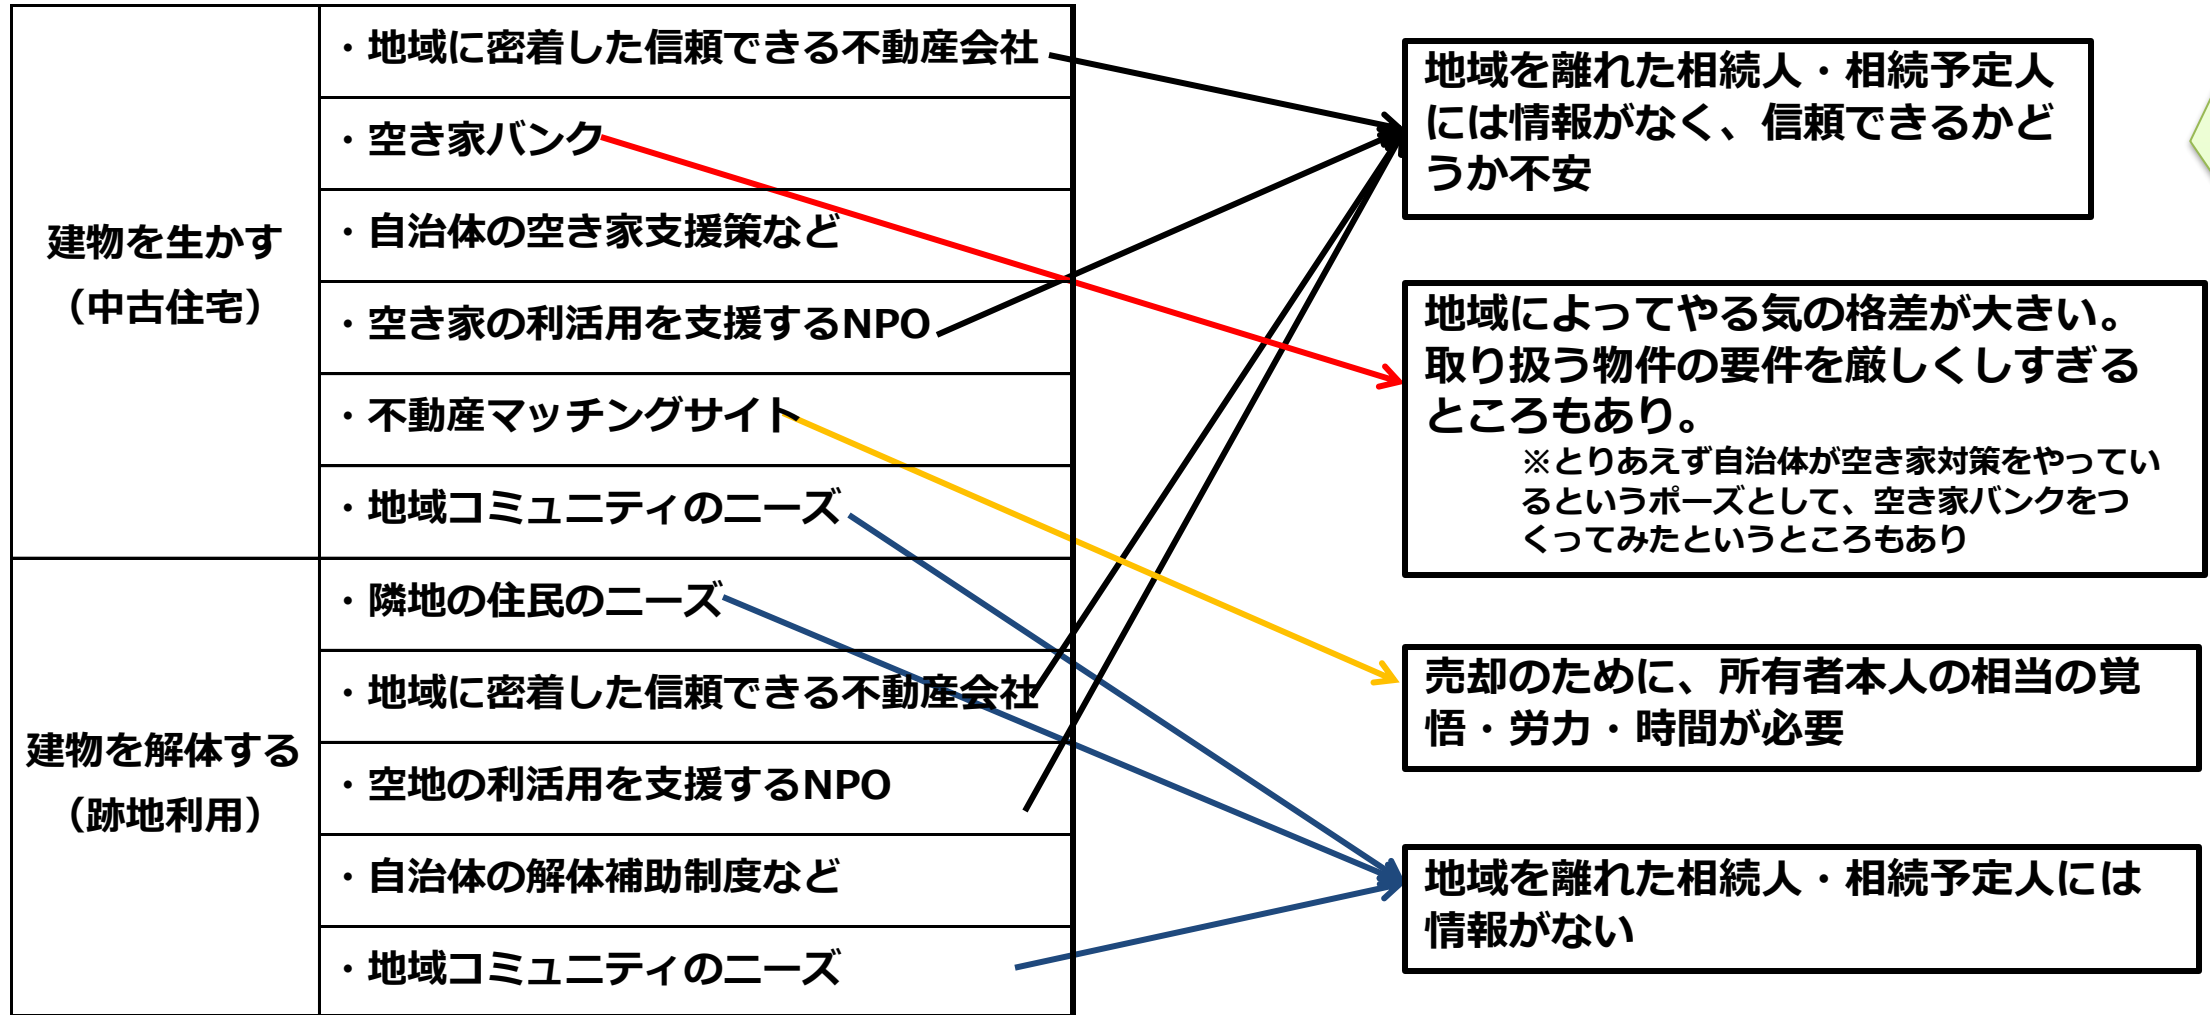 建物を生かす
（中古住宅）
・地域に密着した信頼できる不動産会社
・空き家バンク
・自治体の空き家支援策など
・空き家の利活用を支援するNPO
・不動産マッチングサイト
・地域コミュニティのニーズ
建物を解体する
（跡地利用）
・隣地の住民のニーズ
・地域に密着した信頼できる不動産会社
・空地の利活用を支援するNPO
・自治体の解体補助制度など
・地域コミュニティのニーズ
地域を離れた相続人・相続予定人
には情報がなく、信頼できるかど
うか不安
地域によってやる気の格差が大きい。
取り扱う物件の要件を厳しくしすぎる
ところもあり。
※とりあえず自治体が空き家対策をやってい
るというポーズとして、空き家バンクをつ
くってみたというところもあり
売却のために、所有者本人の相当の覚
悟・労力・時間が必要
地域を離れた相続人・相続予定人には
情報がない